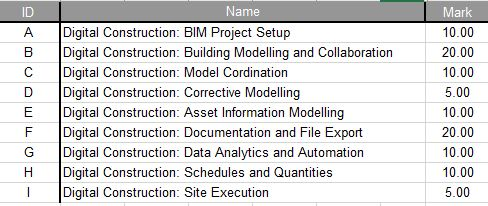 ID Name Mark
A Digital Construction: BIM Project Setup 10.00
B Digital Construction: Building Modelling and Collaboration 20.00
C Digital Construction: Model Cordination 10.00
D Digital Construction: Corrective Modelling 5.00
E Digital Construction: Asset Information Modelling 10.00
F Digital Construction: Documentation and File Export 20.00
G Digital Construction: Data Analytics and Automation 10.00
H Digital Construction: Schedules and Quantities 10.00
I Digital Construction: Site Execution 5.00